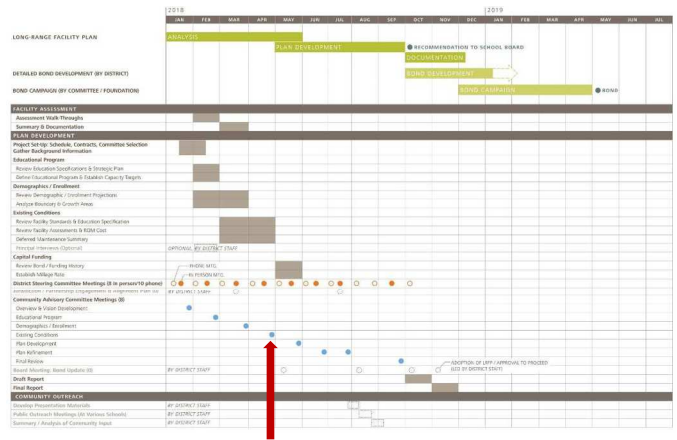 2018 2019
JAN FEB MAR APR MAY JUN JUL AUG SEP OCT NOV DEC JAN FEB MAR APR MAY JUN JUL
LONG-RANGE FACILITY PLAN ANALYSIS
PLAN DEVELOPMENT RECOMMENDATION TO SCHOOL BOARD
DOCUMENTATION
DETAILED BOND DEVELOPMENT (BY DISTRICT) BOND DEVELOPMENT
BOND CAMPAIGN (BY COMMITTEE / FOUNDATION) BOND CAMPAIGN BOND
FACILITY ASSESSMENT
Assessment Walk-Throughs
Summary & Documentation
PLAN DEVELOPMENT
Project Set-Up: Schedule, Contracts, Committee Selection
Gather Background Information
Educational Program
Review Education Specifications & Strategic Plan
Define Educational Program & Establish Capacity Targets
Demographics / Enrollment
Review Demographic / Enrollment Projections
Analyze Boundary & Growth Areas
Existing Conditions
Review Facility Standards & Education Specification
Review Facility Assessments & ROM Cost
Deferred Maintenance Summary
Principal Interviews (Optional) OPTIONAL, BY DISTRICT STAFF
Capital Funding
Review Bond / Funding History PHONE MTG
Establish Millage Rate IN PERSON MTG
District Steering Committee Meetings (8 in person/10 phone)
BY DISTRICT STAFF
Community Advisory Committee Meetings (8)
Overview & Vision Development
Educational Program
Demographics / Enrollment
Existing Conditions
Plan Development
Plan Refinement
Final Review ADOPTION OF LRFP / APPROVAL TO PROCEED
Board Meeting: Bond Update (6) BY DISTRICT STAFF (LED BY DISTRICT STAFF)
Draft Report
Final Report
COMMUNITY OUTREACH
Develop Presentation Materials BY DISTRICT STAFF
Public Outreach Meetings (At Various Schools) BY DISTRICT STAFF
Summary / Analysis of Community Input BY DISTRICT STAFF